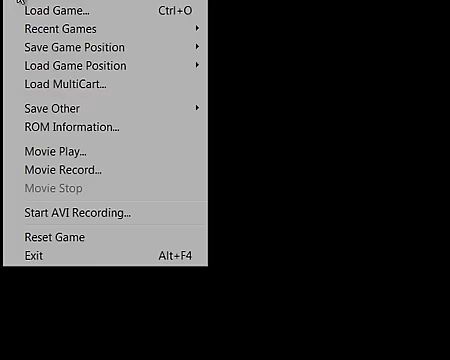 Load Game... Ctrl+O
Recent Games
Save Game Position
Load Game Position
Load MultiCart...
Save Other
ROM Information...
Movie Play...
Movie Record...
Movie Stop
Start AVI Recording...
Reset Game
Exit Alt+F4